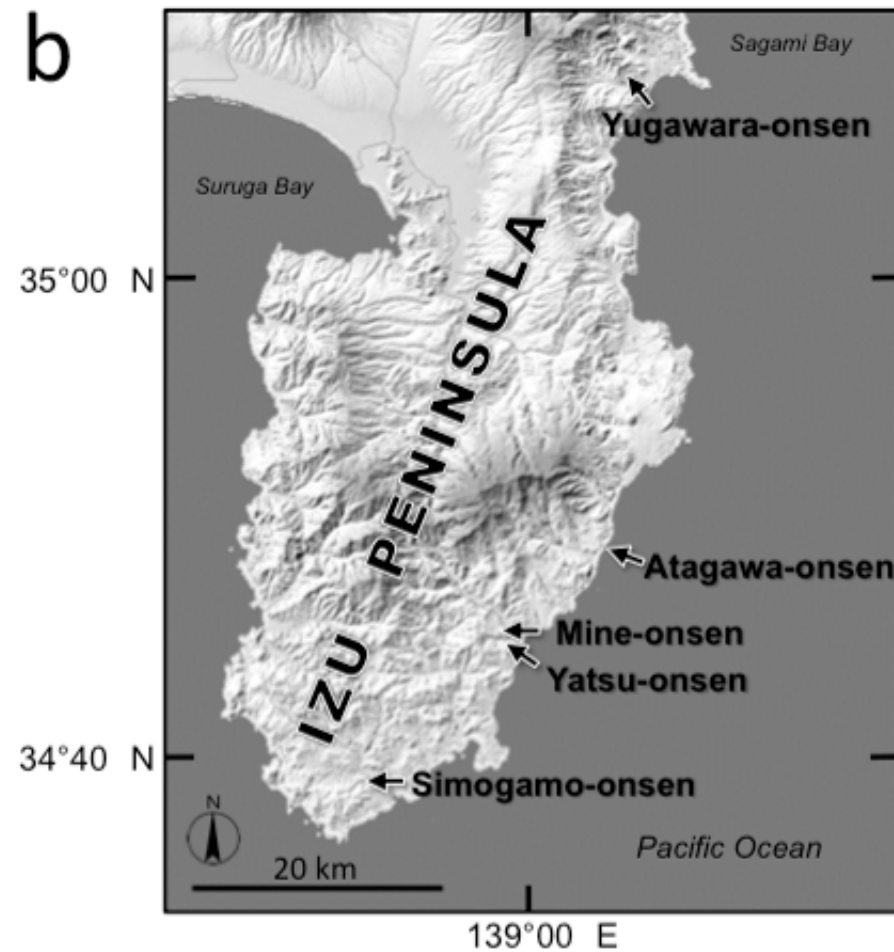 b
Sagami Bay
Yugawara-onsen
Suruga Bay
35°00 N
IZU PENINSULA
Atagawa-onsen
Mine-onsen
Yatsu-onsen
34°40 N
Simogamo-onsen
N
Pacific Ocean
20 km
139°00 E